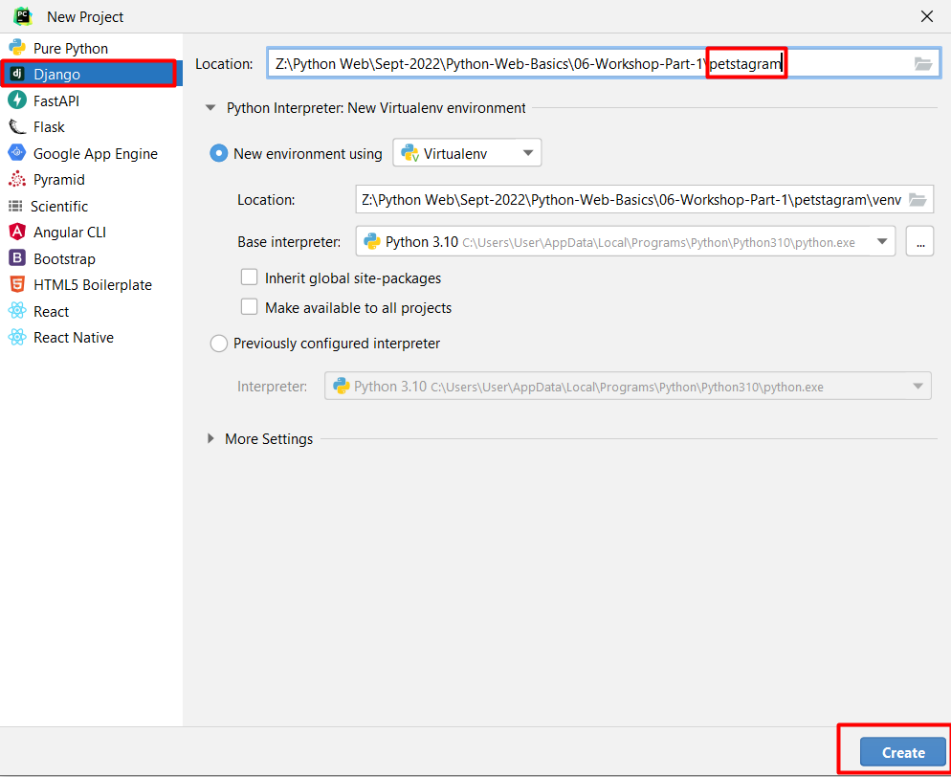 PC
New Project
Pure Python
dj Django
FastAPI
Flask
Google App Engine
Pyramid
Scientific
Angular CLI
B Bootstrap
HTML5 Boilerplate
React
React Native
Location: Z:\Python Web\Sept-2022\Python-Web-Basics\06-Workshop-Part-1\petstagram
Python Interpreter: New Virtualenv environment
New environment using Virtualenv
Location: Z:\Python Web\Sept-2022\Python-Web-Basics\06-Workshop-Part-1\petstagram\venv
Base interpreter: Python 3.10 C:\Users\User\AppData\Local\Programs\Python\Python310\python.exe ...
Inherit global site-packages
Make available to all projects
Previously configured interpreter
Interpreter: Python 3.10 C:\Users\User\AppData\Local\Programs\Python\Python310\python.exe
More Settings
Create